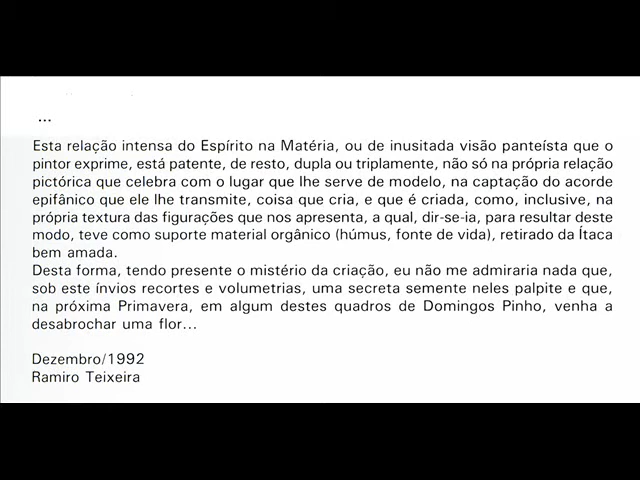 ...
Esta relação intensa do Espírito na Matéria, ou de inusitada visão panteísta que o
pintor exprime, está patente, de resto, dupla ou triplamente, não só na própria relação
pictórica que celebra com o lugar que lhe serve de modelo, na captação do acorde
epifânico que ele lhe transmite, coisa que cria, e que é criada, como, inclusive, na
própria textura das figurações que nos apresenta, a qual, dir-se-ia, para resultar deste
modo, teve como suporte material orgânico (húmus, fonte de vida), retirado da Ítaca
bem amada.
Desta forma, tendo presente o mistério da criação, eu não me admiraria nada que,
sob este ínvios recortes e volumetrias, uma secreta semente neles palpite e que,
na próxima Primavera, em algum destes quadros de Domingos Pinho, venha a
desabrochar uma flor...
Dezembro/1992
Ramiro Teixeira